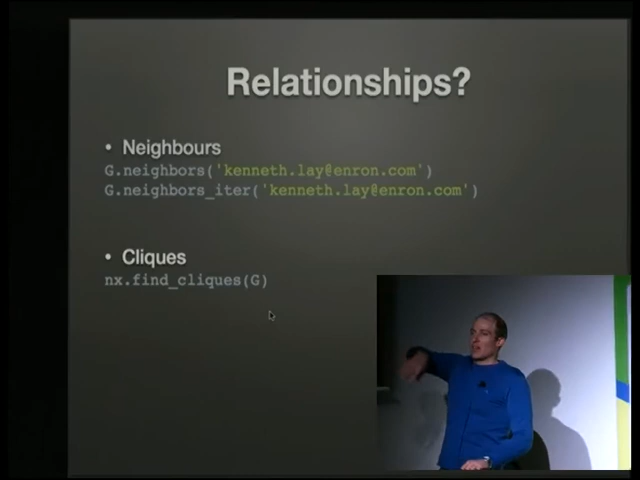 Relationships?
• Neighbours
G.neighbors('kenneth.lay@enron.com')
G.neighbors_iter('kenneth.lay@enron.com')
• Cliques
nx.find_cliques(G)